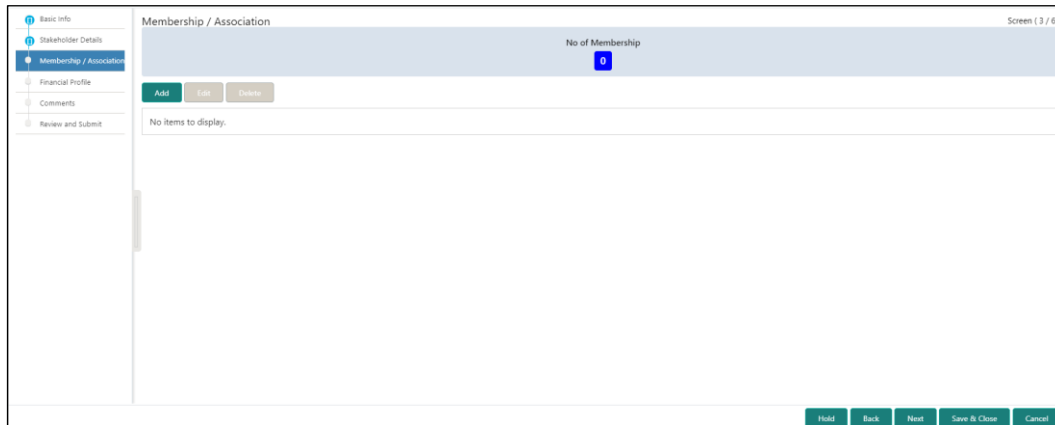 Basic Info
Stakeholder Details
Membership / Association
Financial Profile
Comments
Review and Submit
Membership / Association
Screen ( 3 / 6
No of Membership
0
Add
Edit
Delete
No items to display.
Hold
Back
Next
Save & Close
Cancel